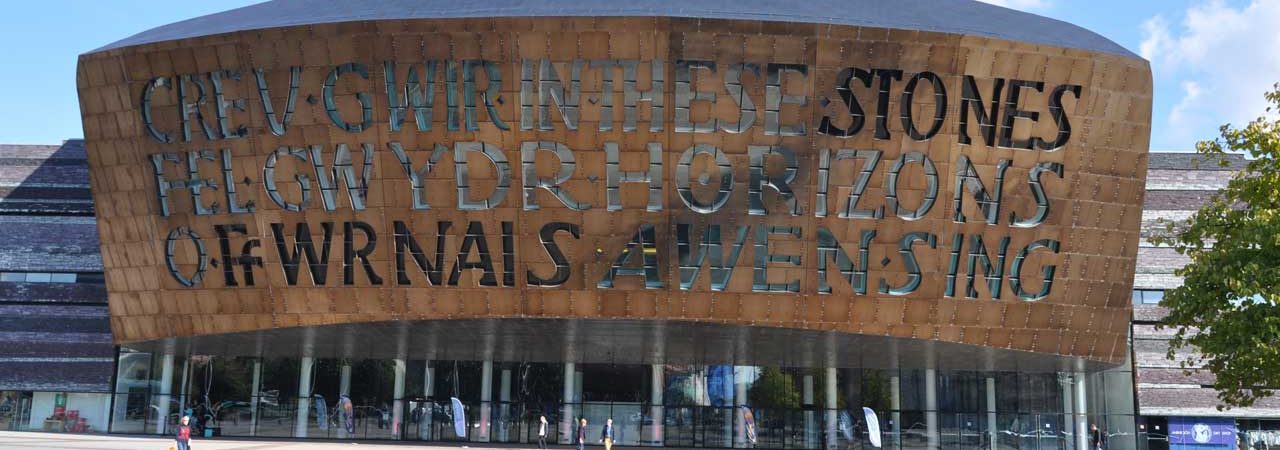 CREU·GWIR·IN·THESE·STONES
FEL·GWYDR·HORIZONS
O·FFWRNAIS AWEN·SING